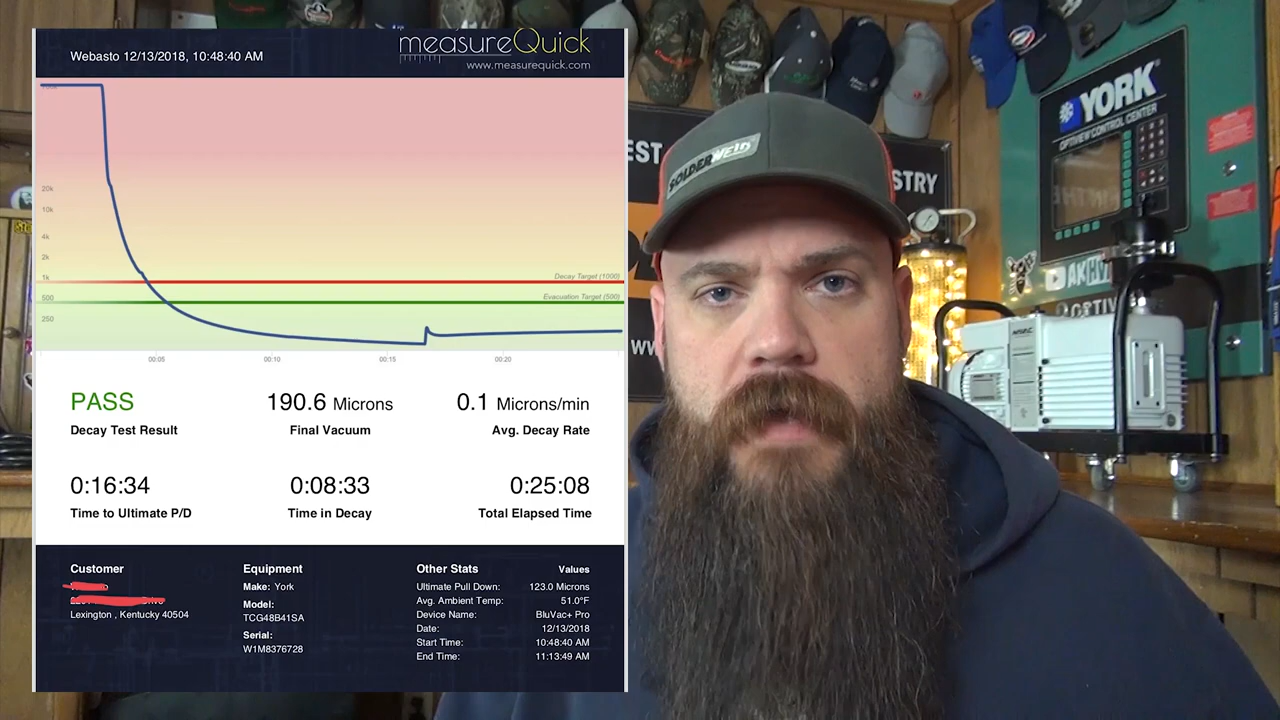 Webasto 12/13/2018, 10:48:40 AM
measureQuick
www.measurequick.com
20k
10k
4k
2k
1k
500
250
Decay Target (1000)
Evacuation Target (500)
00:05
00:10
00:15
00:20
PASS
190.6 Microns
0.1 Microns/min
Decay Test Result
Final Vacuum
Avg. Decay Rate
0:16:34
0:08:33
0:25:08
Time to Ultimate P/D
Time in Decay
Total Elapsed Time
Customer
Lexington , Kentucky 40504
Equipment
Make: York
Model:
TCG48B41SA
Serial:
W1M8376728
Other Stats Values
Ultimate Pull Down: 123.0 Microns
Avg. Ambient Temp: 51.0°F
Device Name: BluVac+ Pro
Date: 12/13/2018
Start Time: 10:48:40 AM
End Time: 11:13:49 AM
SOLDERWELD
EST
STRY
YORK
OPTIVIEW CONTROL CENTER
AKHV